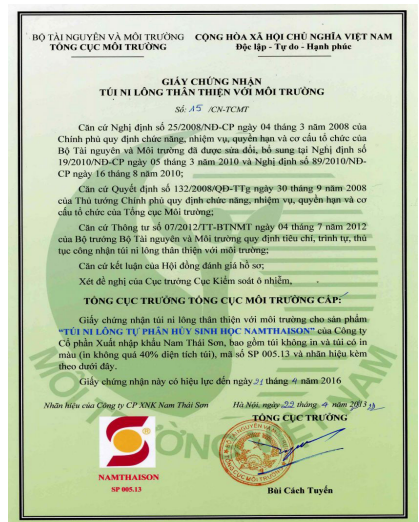 BỘ TÀI NGUYÊN VÀ MÔI TRƯỜNG
TỔNG CỤC MÔI TRƯỜNG
CỘNG HÒA XÃ HỘI CHỦ NGHĨA VIỆT NAM
Độc lập - Tự do - Hạnh phúc
GIẤY CHỨNG NHẬN
TÚI NI LÔNG THÂN THIỆN VỚI MÔI TRƯỜNG
Số: 15 /CN-TCMT
Căn cứ Nghị định số 25/2008/NĐ-CP ngày 04 tháng 3 năm 2008 của
Chính phủ quy định chức năng, nhiệm vụ, quyền hạn và cơ cấu tổ chức của
Bộ Tài nguyên và Môi trường đã được sửa đổi, bổ sung tại Nghị định số
19/2010/NĐ-CP ngày 05 tháng 3 năm 2010 và Nghị định số 89/2010/NĐ-
CP ngày 16 tháng 8 năm 2010;
Căn cứ Quyết định số 132/2008/QĐ-TTg ngày 30 tháng 9 năm 2008
của Thủ tướng Chính phủ quy định chức năng, nhiệm vụ, quyền hạn và cơ
cấu tổ chức của Tổng cục Môi trường;
Căn cứ Thông tư số 07/2012/TT-BTNMT ngày 04 tháng 7 năm 2012
của Bộ trưởng Bộ Tài nguyên và Môi trường quy định tiêu chí, trình tự, thủ
tục công nhận túi ni lông thân thiện với môi trường;
Căn cứ kết luận của Hội đồng đánh giá hồ sơ;
Xét đề nghị của Cục trưởng Cục Kiểm soát ô nhiễm,
TỔNG CỤC TRƯỞNG TỔNG CỤC MÔI TRƯỜNG CẤP:
Giấy chứng nhận túi ni lông thân thiện với môi trường cho sản phẩm
"TÚI NI LÔNG TỰ PHÂN HỦY SINH HỌC NAMTHAISON" của Công ty
Cổ phần Xuất nhập khẩu Nam Thái Sơn, bao gồm túi không in và túi có in
màu (in không quá 40% diện tích túi), mã số SP 005.13 và nhãn hiệu kèm
theo dưới đây.
Giấy chứng nhận này có hiệu lực đến ngày 21 tháng 4 năm 2016
Nhãn hiệu của Công ty CP XNK Nam Thái Sơn
Hà Nội, ngày 22 tháng 4 năm 2013
TỔNG CỤC TRƯỞNG
NAMTHAISON
SP 005.13
Bùi Cách Tuyến